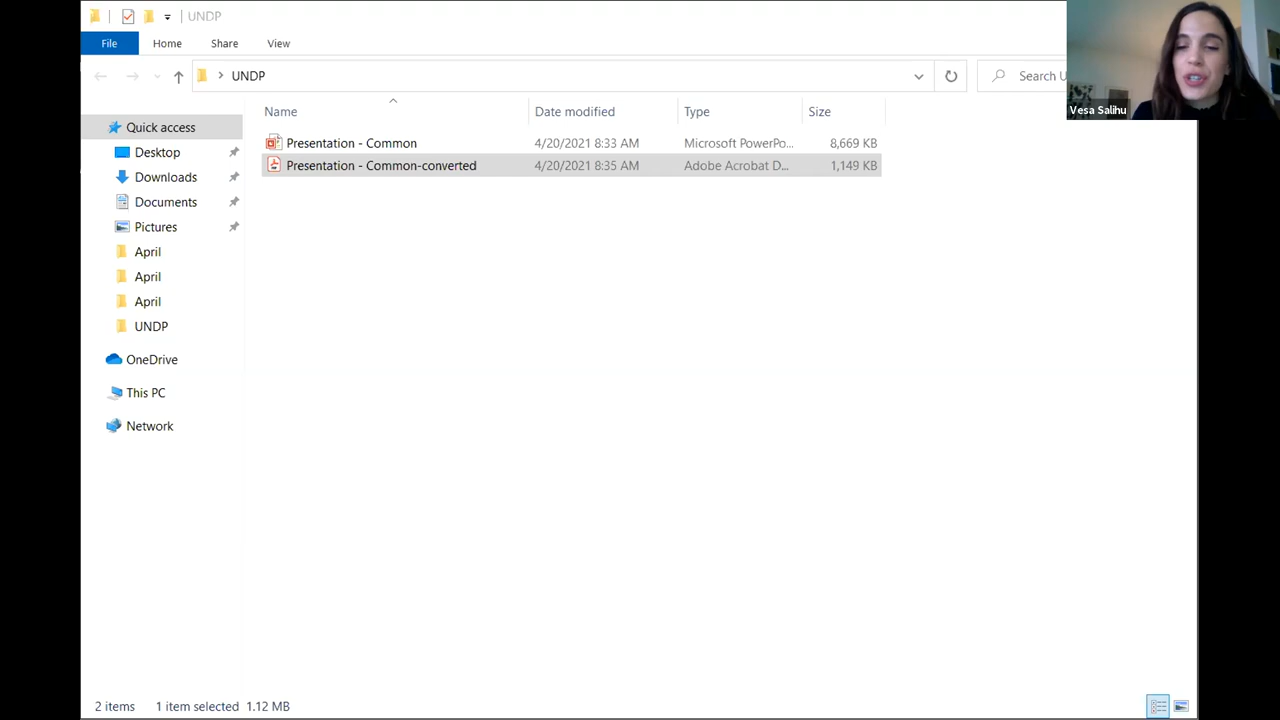 UNDP
File Home Share View
UNDP Search U
Name Date modified Type Size
Presentation - Common 4/20/2021 8:33 AM Microsoft PowerPo... 8,669 KB
Presentation - Common-converted 4/20/2021 8:35 AM Adobe Acrobat D... 1,149 KB
Quick access
Desktop
Downloads
Documents
Pictures
April
April
April
UNDP
OneDrive
This PC
Network
2 items 1 item selected 1.12 MB
Vesa Salihu